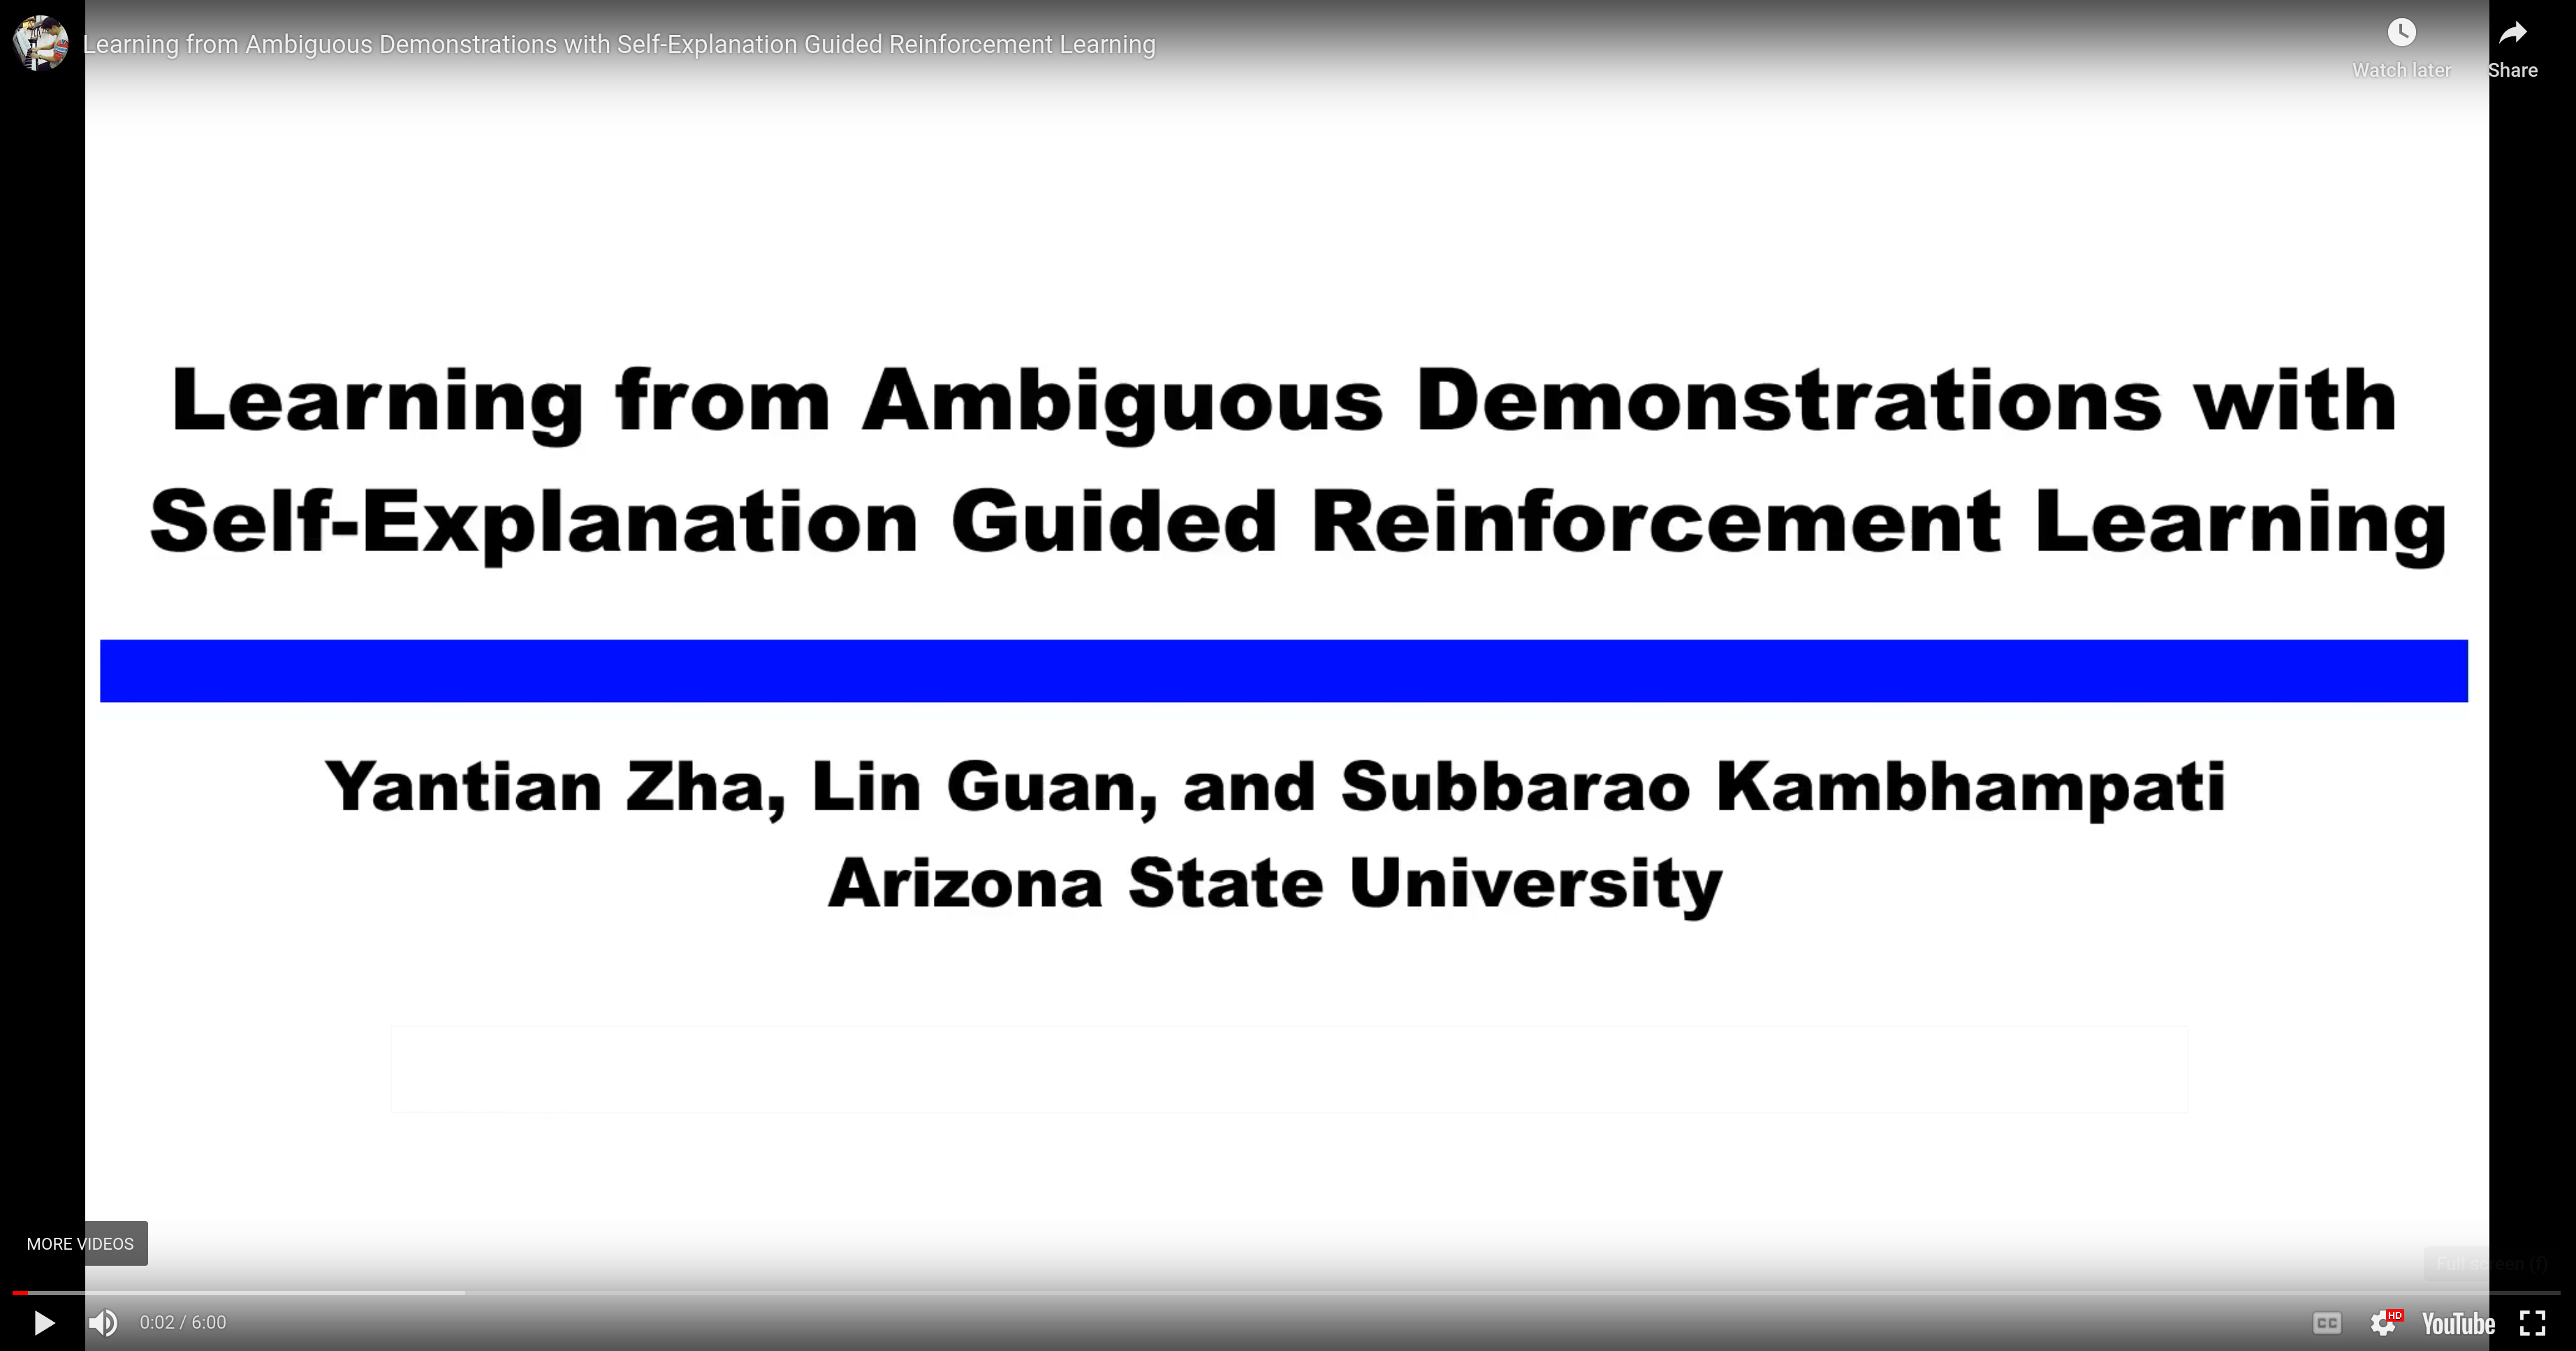 Learning from Ambiguous Demonstrations with Self-Explanation Guided Reinforcement Learning
Watch later
Share
Learning from Ambiguous Demonstrations with
Self-Explanation Guided Reinforcement Learning
Yantian Zha, Lin Guan, and Subbarao Kambhampati
Arizona State University
MORE VIDEOS
Full screen (f)
0:02 / 6:00
CC
HD
YouTube